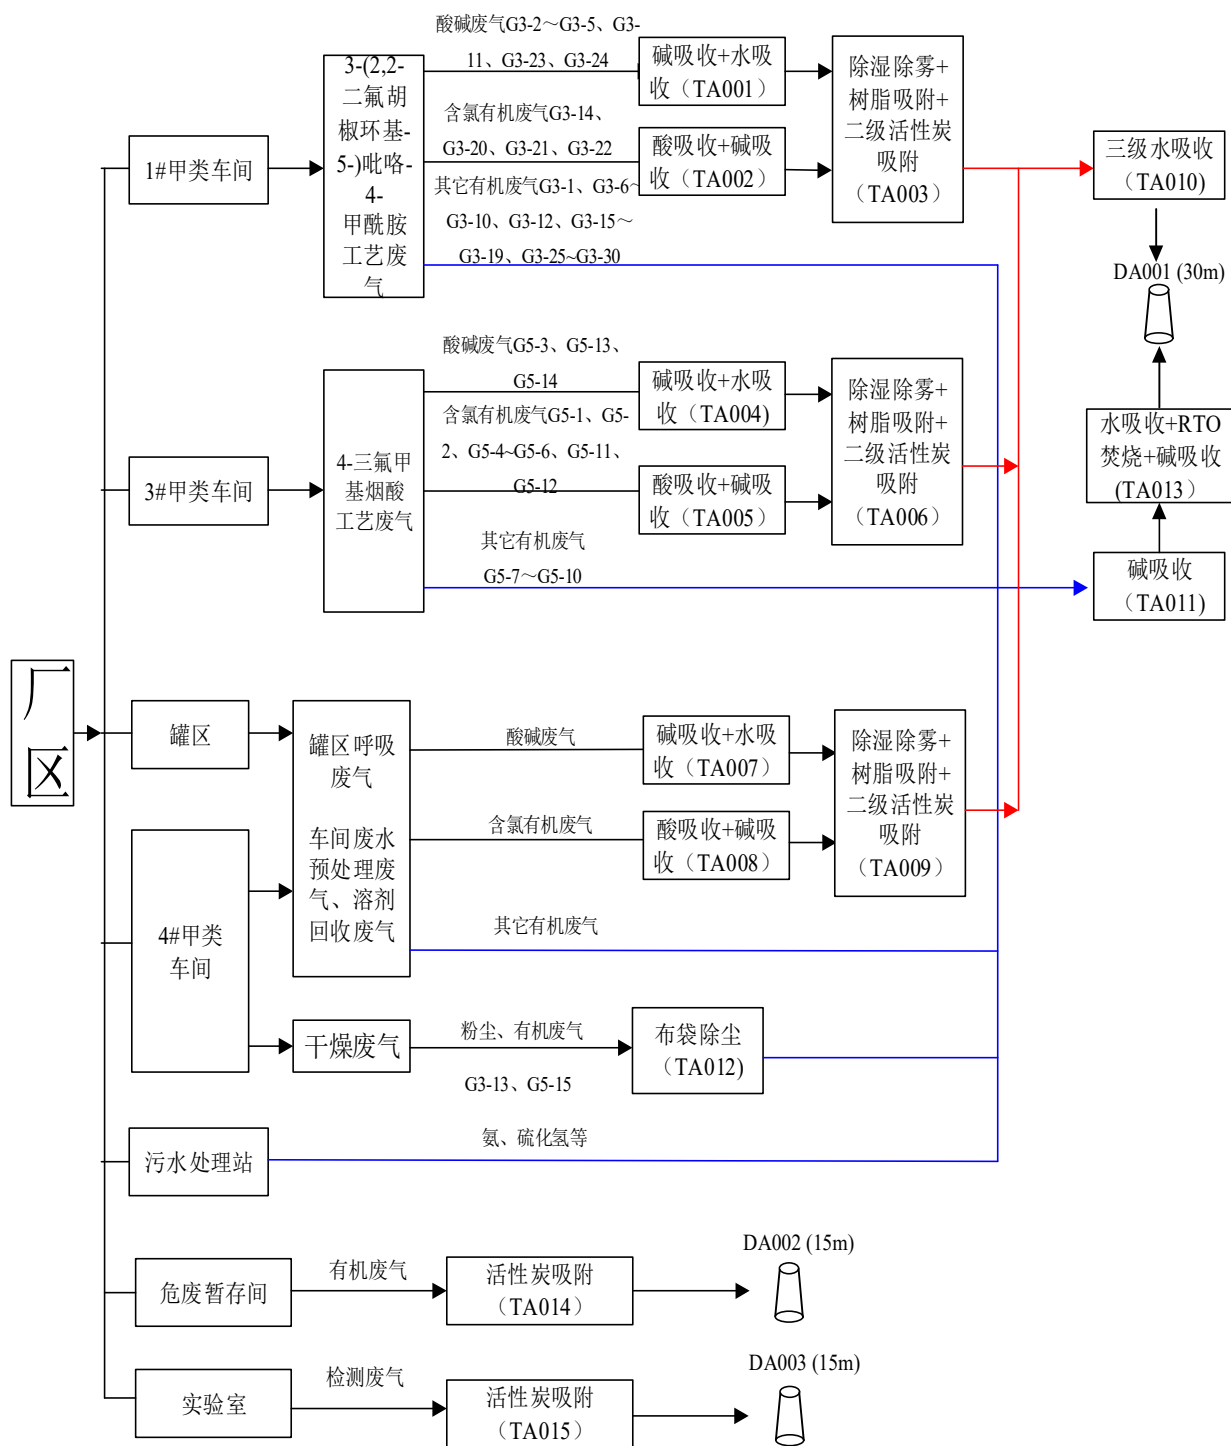 厂
区
1#甲类车间
3-(2,2-
二氟胡
椒环基-
5-)吡咯-
4-
甲酰胺
工艺废
气
酸碱废气G3-2～G3-5、G3-
11、G3-23、G3-24
含氯有机废气G3-14、
G3-20、G3-21、G3-22
其它有机废气G3-1、G3-6~
G3-10、G3-12、G3-15～
G3-19、G3-25~G3-30
碱吸收+水吸
收（TA001）
酸吸收+碱吸
收（TA002）
除湿除雾+
树脂吸附+
二级活性炭
吸附
（TA003）
三级水吸收
（TA010)
DA001 (30m)
水吸收+RTO
焚烧+碱吸收
(TA013）
碱吸收
（TA011)
3#甲类车间
4-三氟甲
基烟酸
工艺废气
酸碱废气G5-3、G5-13、
G5-14
含氯有机废气G5-1、G5-
2、G5-4~G5-6、G5-11、
G5-12
其它有机废气
G5-7～G5-10
碱吸收+水吸
收（TA004)
酸吸收+碱吸
收（TA005）
除湿除雾+
树脂吸附+
二级活性炭
吸附
（TA006）
罐区
罐区呼吸
废气
车间废水
预处理废
气、溶剂
回收废气
酸碱废气
含氯有机废气
其它有机废气
碱吸收+水吸
收（TA007）
酸吸收+碱吸
收（TA008）
除湿除雾+
树脂吸附+
二级活性炭
吸附
（TA009）
4#甲类
车间
干燥废气
粉尘、有机废气
G3-13、G5-15
布袋除尘
（TA012)
污水处理站
氨、硫化氢等
危废暂存间
有机废气
活性炭吸附
（TA014）
DA002 (15m)
实验室
检测废气
活性炭吸附
（TA015）
DA003 (15m)